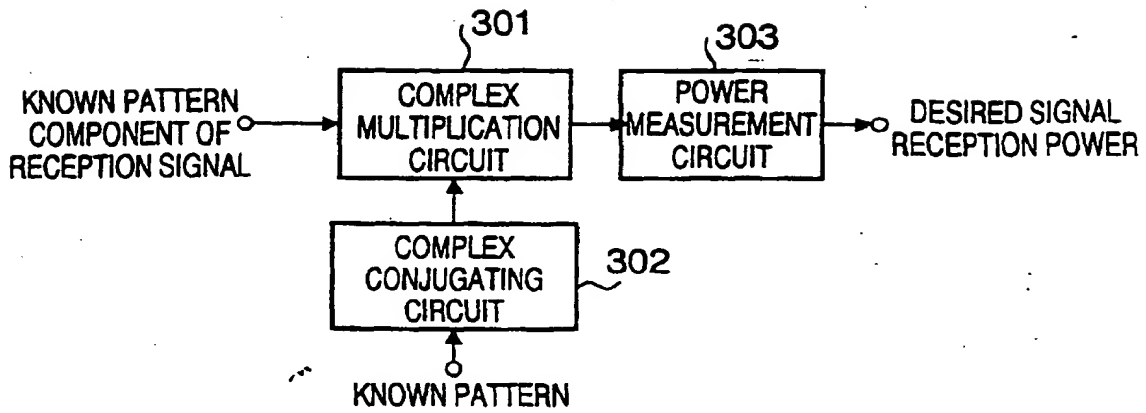 301
303
KNOWN PATTERN
COMPONENT OF
RECEPTION SIGNAL
COMPLEX
MULTIPLICATION
CIRCUIT
POWER
MEASUREMENT
CIRCUIT
DESIRED SIGNAL
RECEPTION POWER
COMPLEX
CONJUGATING
CIRCUIT
302
KNOWN PATTERN